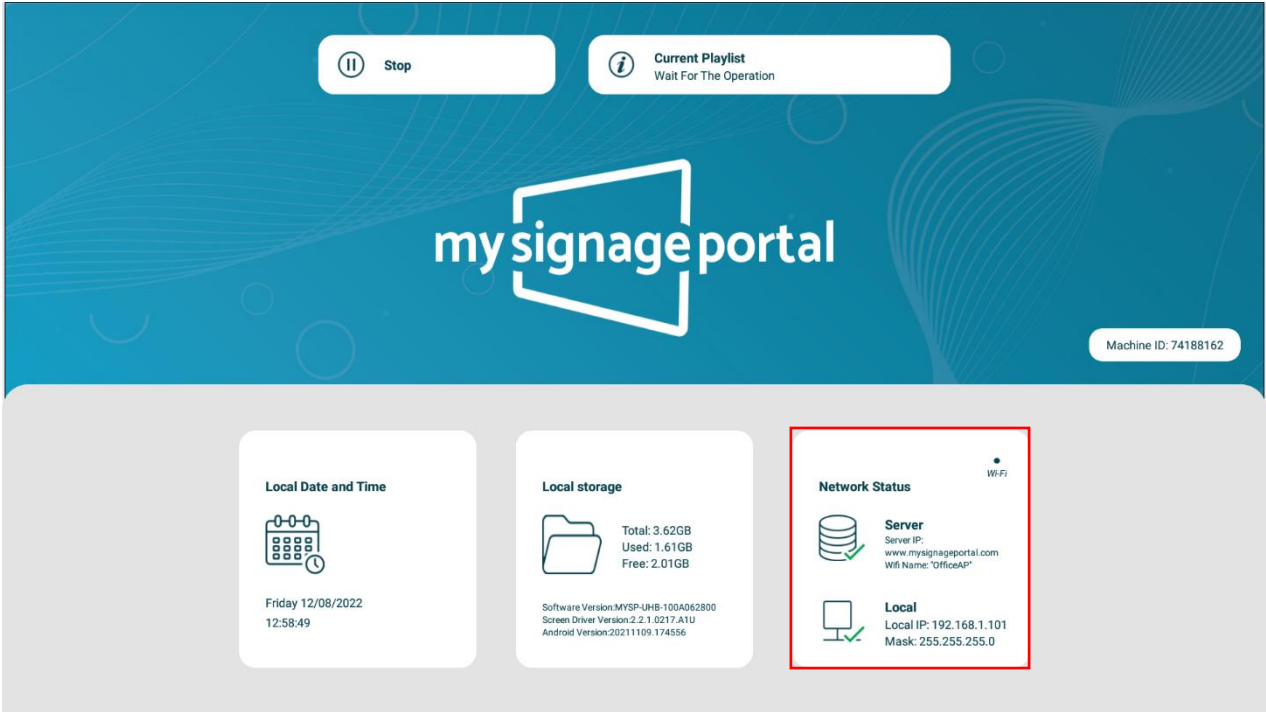 Stop
Current Playlist
Wait For The Operation
my signage portal
Machine ID: 74188162
Local Date and Time
Friday 12/08/2022
12:58:49
Local storage
Total: 3.62GB
Used: 1.61GB
Free: 2.01GB
Software Version:MYSP-UHB-100A062800
Screen Driver Version:2.2.1.0217.A1U
Android Version:20211109.174556
Wi-Fi
Network Status
Server
Server IP:
www.mysignageportal.com
Wifi Name: "OfficeAP"
Local
Local IP: 192.168.1.101
Mask: 255.255.255.0